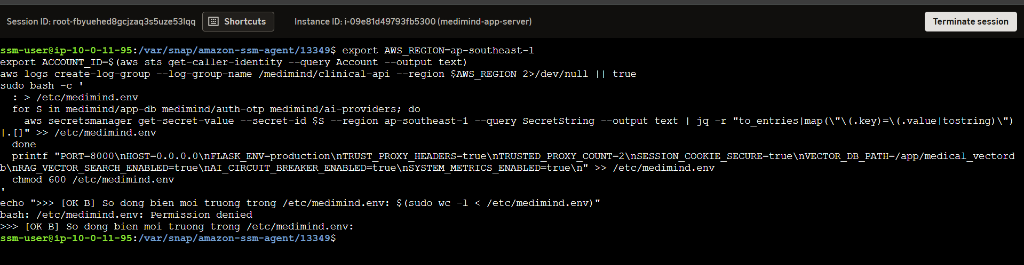 Session ID: root-fbyuehed8gcjzaq3s5uze53lqq Shortcuts Instance ID: i-09e81d49793fb5300 (medimind-app-server) Terminate session
ssm-user@ip-10-0-11-95:/var/snap/amazon-ssm-agent/13349$ export AWS_REGION=ap-southeast-1
export ACCOUNT_ID=$(aws sts get-caller-identity --query Account --output text)
aws logs create-log-group --log-group-name /medimind/clinical-api --region $AWS_REGION 2>/dev/null || true
sudo bash -c '
  : > /etc/medimind.env
  for S in medimind/app-db medimind/auth-otp medimind/ai-providers; do
    aws secretsmanager get-secret-value --secret-id $S --region ap-southeast-1 --query SecretString --output text | jq -r "to_entries|map(\"\(.key)=\(.value|tostring)\")
|.[]" >> /etc/medimind.env
  done
  printf "PORT=8000\nHOST=0.0.0.0\nFLASK_ENV=production\nTRUST_PROXY_HEADERS=true\nTRUSTED_PROXY_COUNT=2\nSESSION_COOKIE_SECURE=true\nVECTOR_DB_PATH=/app/medical_vectord
b\nRAG_VECTOR_SEARCH_ENABLED=true\nAI_CIRCUIT_BREAKER_ENABLED=true\nSYSTEM_METRICS_ENABLED=true\n" >> /etc/medimind.env
  chmod 600 /etc/medimind.env
'
echo ">>> [OK B] So dong bien moi truong trong /etc/medimind.env: $(sudo wc -l < /etc/medimind.env)"
bash: /etc/medimind.env: Permission denied
>>> [OK B] So dong bien moi truong trong /etc/medimind.env:
ssm-user@ip-10-0-11-95:/var/snap/amazon-ssm-agent/13349$